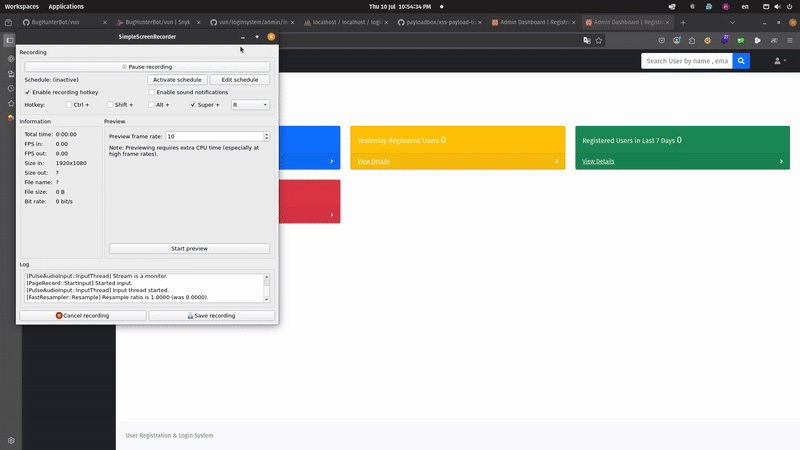 Workspaces Applications
Thu 10 Jul 10:54:34 PM
en
BugHunterBot/vun
BugHunterBot/vun | Snyk
vun/loginsystem/admin/in
localhost / localhost / login
payloadbox/xss-payload-li
Admin Dashboard | Registra
Admin Dashboard | Registra
SimpleScreenRecorder
Recording
Pause recording
Schedule: (inactive)
Activate schedule
Edit schedule
Enable recording hotkey
Enable sound notifications
Hotkey:
Ctrl +
Shift +
Alt +
Super +
R
Information
Total time: 0:00:00
FPS in: 0.00
FPS out: 0.00
Size in: 1920x1080
Size out: ?
File name: ?
File size: 0 B
Bit rate: 0 bit/s
Preview
Preview frame rate: 10
Note: Previewing requires extra CPU time (especially at
high frame rates).
Start preview
Log
[PulseAudioInput::InputThread] Stream is a monitor.
[PageRecord::StartInput] Started input.
[PulseAudioInput::InputThread] Input thread started.
[FastResampler::Resample] Resample ratio is 1.0000 (was 0.0000).
Cancel recording
Save recording
Search User by name , ema
Yesterday Registered Users 0
View Details
Registered Users in Last 7 Days 0
View Details
User Registration & Login System